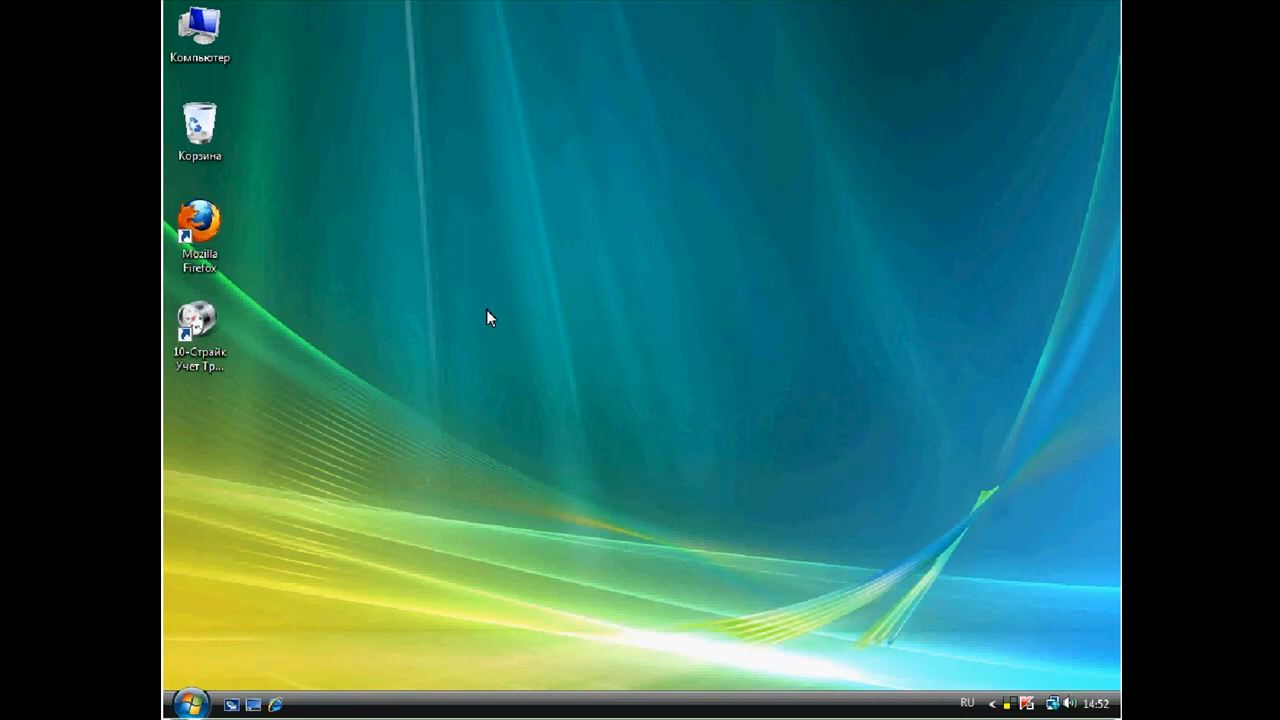 Компьютер
Корзина
Mozilla
Firefox
10-Страйк
Учет Тр...
RU
14:52